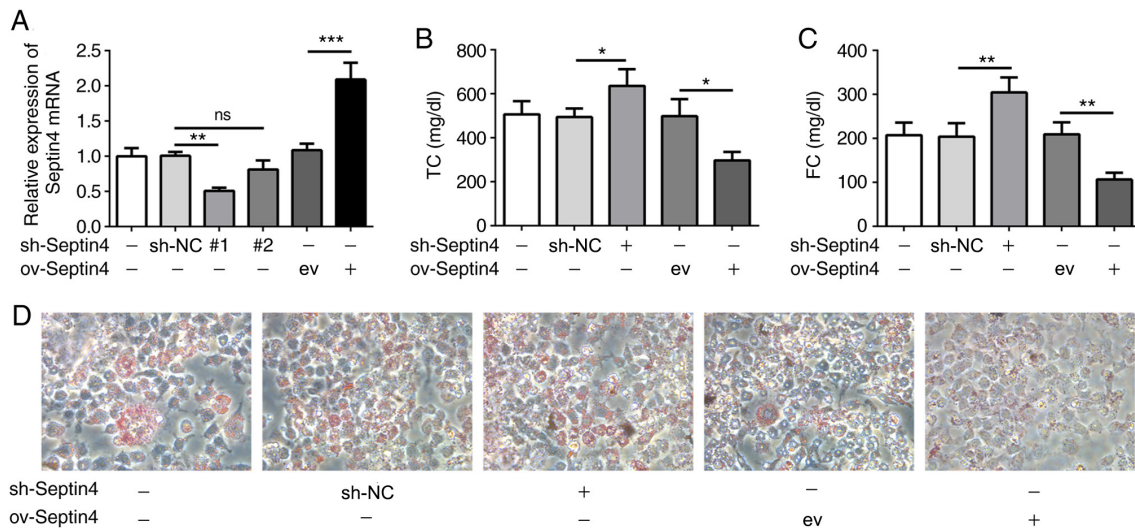 A
Relative expression of
Septin4 mRNA
2.5
2.0
1.5
1.0
0.5
0.0
***
ns
**
sh-Septin4 – sh-NC #1 #2 – –
ov-Septin4 – – – – ev +
B
TC (mg/dl)
800
600
400
200
0
*
*
sh-Septin4 – sh-NC + – –
ov-Septin4 – – – ev +
C
FC (mg/dl)
400
300
200
100
0
**
**
sh-Septin4 – sh-NC + – –
ov-Septin4 – – – ev +
D
sh-Septin4 – sh-NC + – –
ov-Septin4 – – – ev +